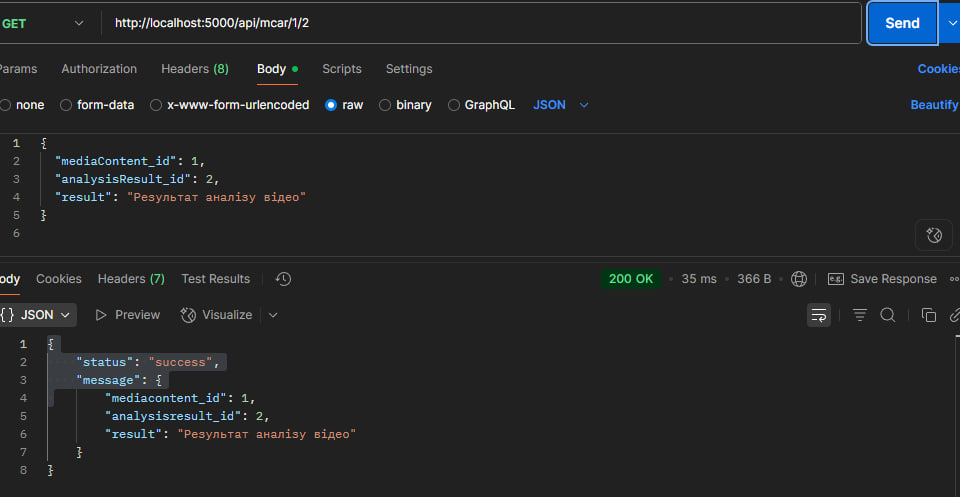 GET http://localhost:5000/api/mcar/1/2 Send
Params Authorization Headers (8) Body Scripts Settings Cookies
none form-data x-www-form-urlencoded raw binary GraphQL JSON Beautify
1 {
2 "mediaContent_id": 1,
3 "analysisResult_id": 2,
4 "result": "Результат аналізу відео"
5 }
6
Body Cookies Headers (7) Test Results 200 OK 35 ms 366 B e.g. Save Response
{} JSON Preview Visualize
1 {
2 "status": "success",
3 "message": {
4 "mediacontent_id": 1,
5 "analysisresult_id": 2,
6 "result": "Результат аналізу відео"
7 }
8 }